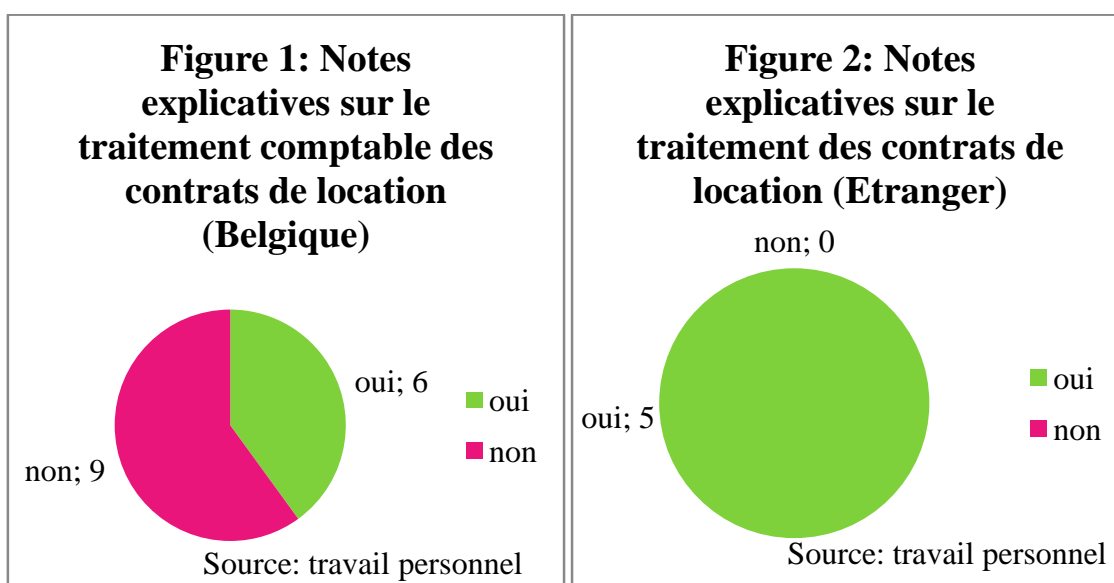 Figure 1: Notes
explicatives sur le
traitement comptable des
contrats de location
(Belgique)
oui; 6
non; 9
oui
non
Source: travail personnel
Figure 2: Notes
explicatives sur le
traitement des contrats de
location (Etranger)
non; 0
oui; 5
oui
non
Source: travail personnel